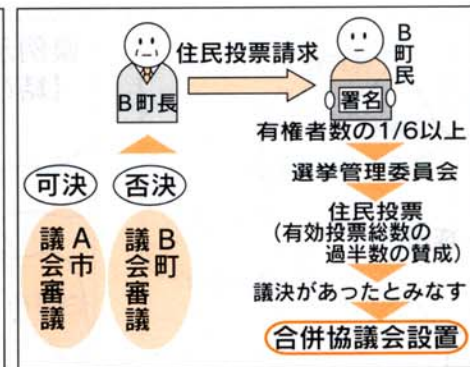 B町長
住民投票請求
B町民
署名
有権者数の1/6以上
選挙管理委員会
住民投票
(有効投票総数の
過半数の賛成)
議決があったとみなす
合併協議会設置
可決
否決
A市
議会審議
B町
議会審議